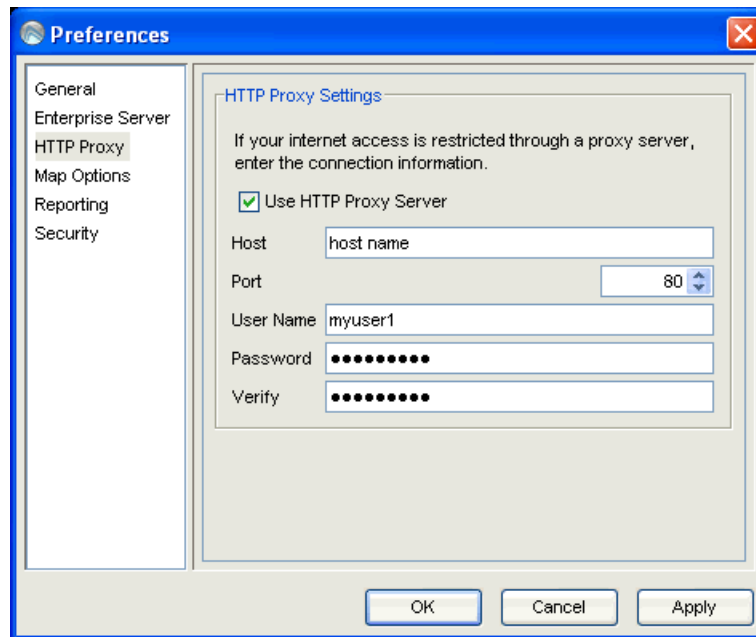 Preferences
General
Enterprise Server
HTTP Proxy
Map Options
Reporting
Security
HTTP Proxy Settings
If your internet access is restricted through a proxy server,
enter the connection information.
Use HTTP Proxy Server
Host host name
Port 80
User Name myuser1
Password •••••••••
Verify •••••••••
OK Cancel Apply